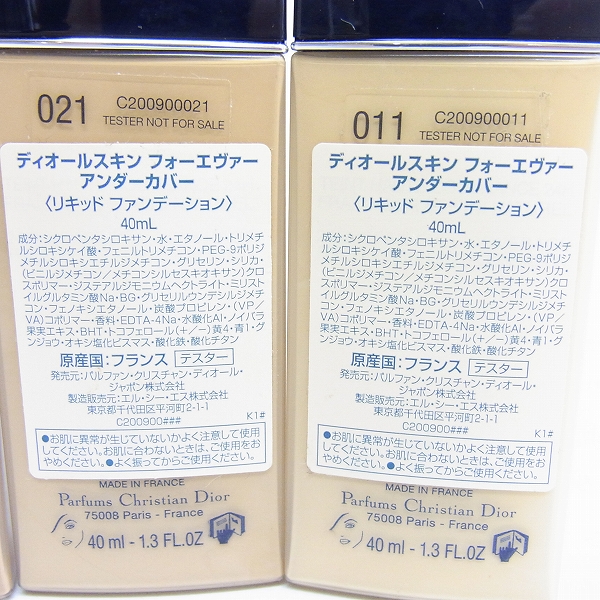 021
C200900021
TESTER NOT FOR SALE
ディオールスキン フォーエヴァー
アンダーカバー
〈リキッド ファンデーション〉
40mL
成分:シクロペンタシロキサン・水・エタノール・トリメチ
ルシロキシケイ酸・フェニルトリメチコン・PEG-9ポリジ
メチルシロキシエチルジメチコン・グリセリン・シリカ・
(ビニルジメチコン/メチコンシルセスキオキサン)クロ
スポリマー・ジステアルジモニウムヘクトライト・ミリスト
イルグルタミン酸Na・BG・グリセリルウンデシルジメチ
コン・フェノキシエタノール・炭酸プロピレン・(VP/
VA)コポリマー・香料・EDTA-4Na・水酸化Al・ノイバラ
果実エキス・BHT・トコフェロール(+/-)黄4・青1・グ
ンジョウ・オキシ塩化ビスマス・酸化鉄・酸化チタン
原産国:フランス テスター
発売元:パルファン・クリスチャン・ディオール・
ジャポン株式会社
製造販売元:エル・シー・エス株式会社
東京都千代田区平河町2-1-1
C200900### K1#
●お肌に異常が生じていないかよく注意して使用
してください。お肌に合わないときは、ご使用をお
やめください。●よく振ってからご使用ください。
MADE IN FRANCE
Parfums Christian Dior
75008 Paris - France
40 ml - 1.3 FL.OZ
011
C200900011
TESTER NOT FOR SALE
ディオールスキン フォーエヴァー
アンダーカバー
〈リキッド ファンデーション〉
40mL
成分:シクロペンタシロキサン・水・エタノール・トリメチ
ルシロキシケイ酸・フェニルトリメチコン・PEG-9ポリジ
メチルシロキシエチルジメチコン・グリセリン・シリカ・
(ビニルジメチコン/メチコンシルセスキオキサン)クロ
スポリマー・ジステアルジモニウムヘクトライト・ミリスト
イルグルタミン酸Na・BG・グリセリルウンデシルジメチ
コン・フェノキシエタノール・炭酸プロピレン・(VP/
VA)コポリマー・香料・EDTA-4Na・水酸化Al・ノイバラ
果実エキス・BHT・トコフェロール(+/-)黄4・青1・グ
ンジョウ・オキシ塩化ビスマス・酸化鉄・酸化チタン
原産国:フランス テスター
発売元:パルファン・クリスチャン・ディオール・
ジャポン株式会社
製造販売元:エル・シー・エス株式会社
東京都千代田区平河町2-1-1
C200900### K1#
●お肌に異常が生じていないかよく注意して使用
してください。お肌に合わないときは、ご使用をお
やめください。●よく振ってからご使用ください。
MADE IN FRANCE
Parfums Christian Dior
75008 Paris - France
40 ml - 1.3 FL.OZ